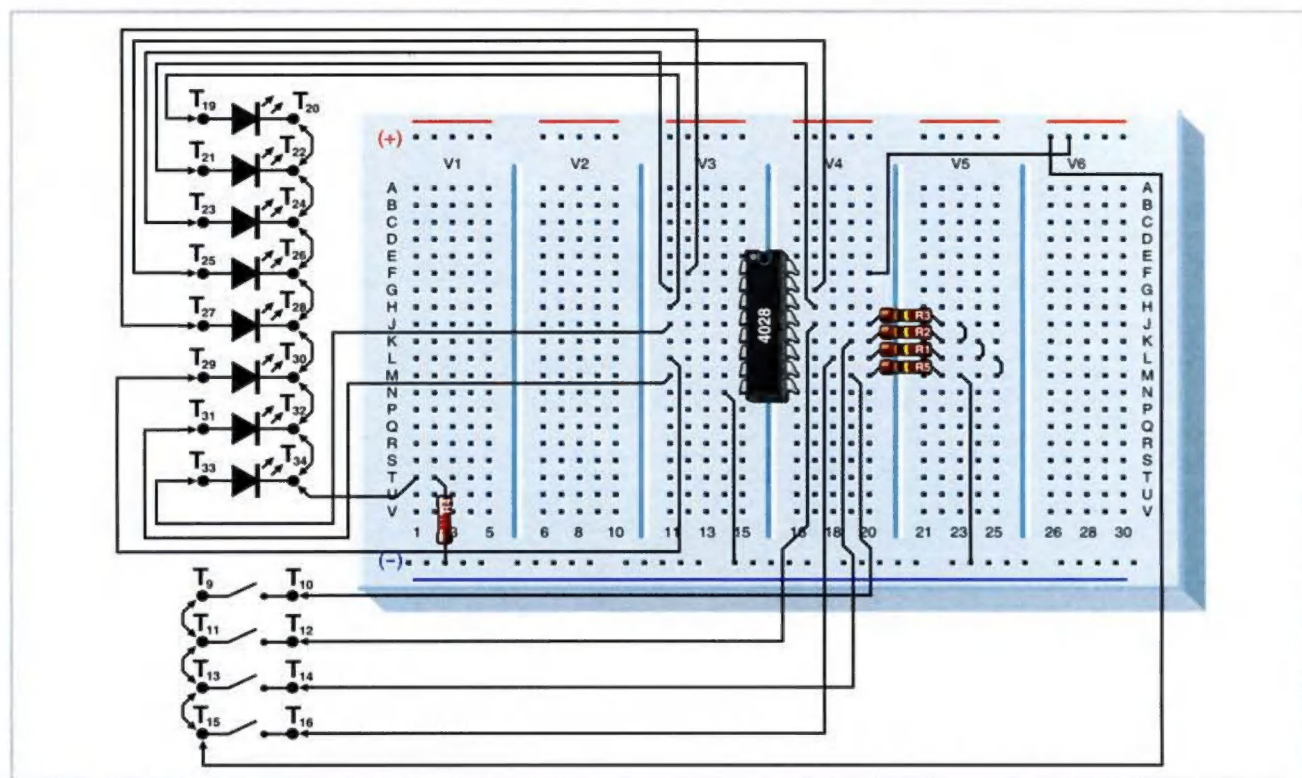 T19 T20
(+)
V1 V2 V3 V4 V5 V6
T21 T22
A A
B B
T23 T24
C C
D D
E E
T25 T26
F F
G G
T27 T28
H H
J J
4028
R3
K K
R2
L L
R1
T29 T30
M M
R5
N N
P P
T31 T32
Q Q
R R
S S
T33 T34
T T
U U
V V
1 3 5 6 8 10 11 13 15 18 20 21 23 25 26 28 30
(-)
T9 T10
T11 T12
T13 T14
T15 T16